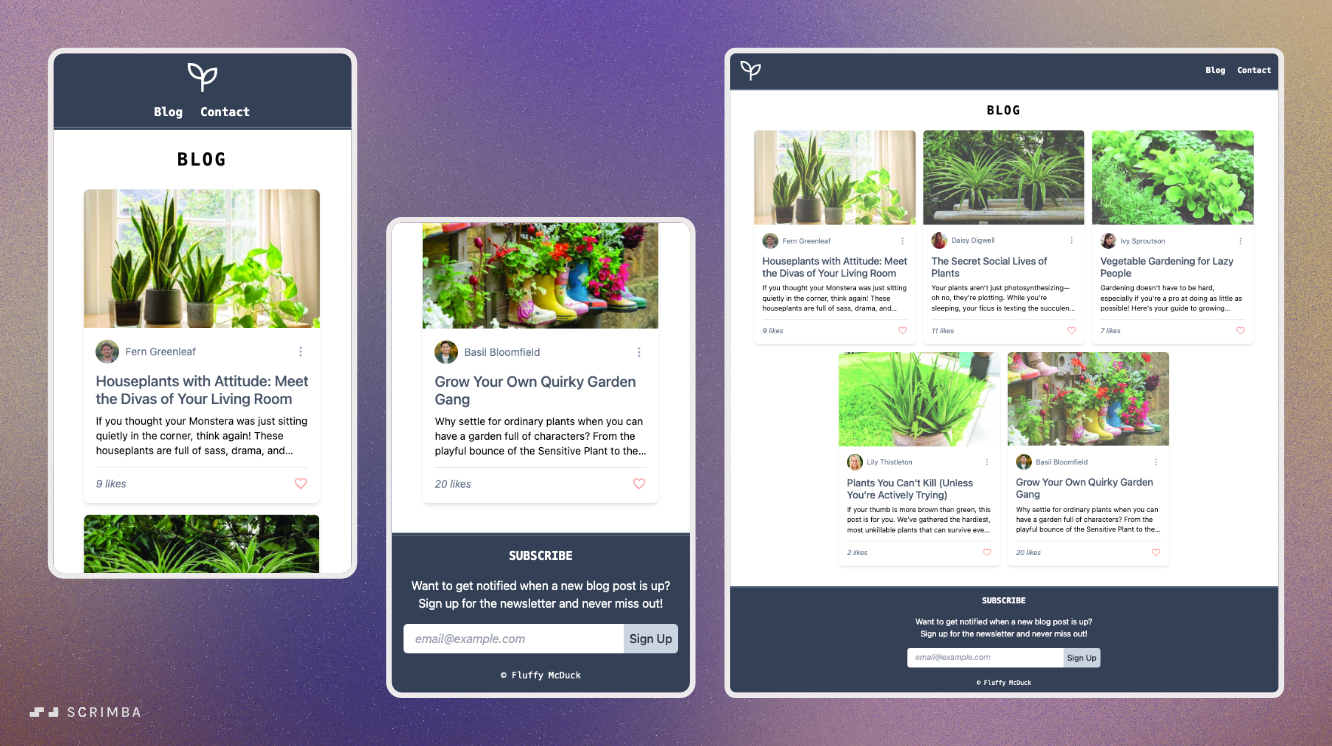 Blog Contact
BLOG
Fern Greenleaf
Houseplants with Attitude: Meet
the Divas of Your Living Room
If you thought your Monstera was just sitting
quietly in the corner, think again! These
houseplants are full of sass, drama, and...
9 likes
Basil Bloomfield
Grow Your Own Quirky Garden
Gang
Why settle for ordinary plants when you can
have a garden full of characters? From the
playful bounce of the Sensitive Plant to the...
20 likes
SUBSCRIBE
Want to get notified when a new blog post is up?
Sign up for the newsletter and never miss out!
email@example.com Sign Up
© Fluffy McDuck
Blog Contact
BLOG
Fern Greenleaf
Houseplants with Attitude: Meet
the Divas of Your Living Room
If you thought your Monstera was just sitting
quietly in the corner, think again! These
houseplants are full of sass, drama, and...
9 likes
Daisy Digwell
The Secret Social Lives of
Plants
Your plants aren't just photosynthesizing—
oh no, they're plotting. While you're
sleeping, your ficus is texting the succulen...
11 likes
Ivy Sproutson
Vegetable Gardening for Lazy
People
Gardening doesn't have to be hard,
especially if you're a pro at doing as little as
possible! Here's your guide to growing...
7 likes
Lily Thistleton
Plants You Can't Kill (Unless
You're Actively Trying)
If your thumb is more brown than green, this
post is for you. We've gathered the hardiest,
most unkillable plants that can survive eve...
2 likes
Basil Bloomfield
Grow Your Own Quirky Garden
Gang
Why settle for ordinary plants when you can
have a garden full of characters? From the
playful bounce of the Sensitive Plant to the...
20 likes
SUBSCRIBE
Want to get notified when a new blog post is up?
Sign up for the newsletter and never miss out!
email@example.com Sign Up
© Fluffy McDuck
SCRIMBA